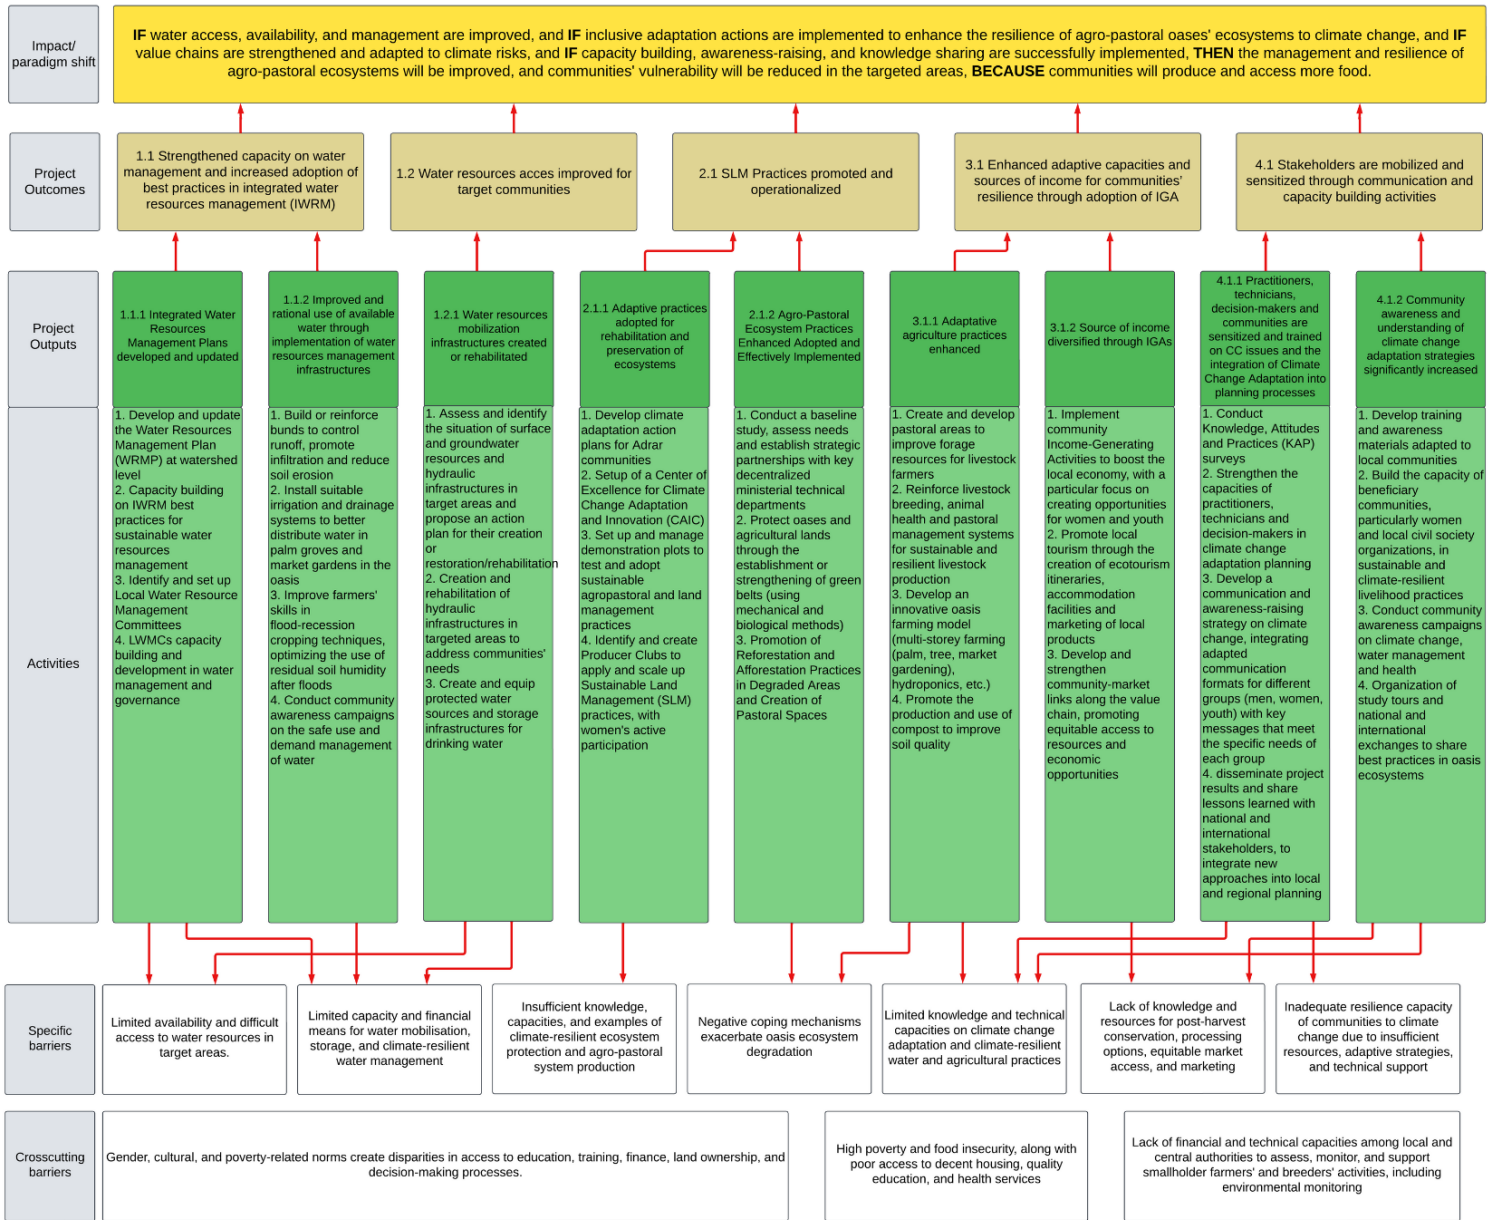 Impact/
paradigm shift
IF water access, availability, and management are improved, and IF inclusive adaptation actions are implemented to enhance the resilience of agro-pastoral oases' ecosystems to climate change, and IF
value chains are strengthened and adapted to climate risks, and IF capacity building, awareness-raising, and knowledge sharing are successfully implemented, THEN the management and resilience of
agro-pastoral ecosystems will be improved, and communities' vulnerability will be reduced in the targeted areas, BECAUSE communities will produce and access more food.
Project
Outcomes
1.1 Strengthened capacity on water
management and increased adoption of
best practices in integrated water
resources management (IWRM)
1.2 Water resources acces improved for
target communities
2.1 SLM Practices promoted and
operationalized
3.1 Enhanced adaptive capacities and
sources of income for communities'
resilience through adoption of IGA
4.1 Stakeholders are mobilized and
sensitized through communication and
capacity building activities
Project
Outputs
1.1.1 Integrated Water
Resources
Management Plans
developed and updated
1.1.2 Improved and
rational use of available
water through
implementation of water
resources management
infrastructures
1.2.1 Water resources
mobilization
infrastructures created
or rehabilitated
2.1.1 Adaptive practices
adopted for
rehabilitation and
preservation of
ecosystems
2.1.2 Agro-Pastoral
Ecosystem Practices
Enhanced Adopted and
Effectively Implemented
3.1.1 Adaptative
agriculture practices
enhanced
3.1.2 Source of income
diversified through IGAs
4.1.1 Practitioners,
technicians,
decision-makers and
communities are
sensitized and trained
on CC issues and the
integration of Climate
Change Adaptation into
planning processes
4.1.2 Community
awareness and
understanding of
climate change
adaptation strategies
significantly increased
Activities
1. Develop and update
the Water Resources
Management Plan
(WRMP) at watershed
level
2. Capacity building
on IWRM best
practices for
sustainable water
resources
management
3. Identify and set up
Local Water Resource
Management
Committees
4. LWMCs capacity
building and
development in water
management and
governance
1. Build or reinforce
bunds to control
runoff, promote
infiltration and reduce
soil erosion
2. Install suitable
irrigation and drainage
systems to better
distribute water in
palm groves and
market gardens in the
oasis
3. Improve farmers'
skills in
flood-recession
cropping techniques,
optimizing the use of
residual soil humidity
after floods
4. Conduct community
awareness campaigns
on the safe use and
demand management
of water
1. Assess and identify
the situation of surface
and groundwater
resources and
hydraulic
infrastructures in
target areas and
propose an action
plan for their creation
or
restoration/rehabilitation
2. Creation and
rehabilitation of
hydraulic
infrastructures in
targeted areas to
address communities'
needs
3. Create and equip
protected water
sources and storage
infrastructures for
drinking water
1. Develop climate
adaptation action
plans for Adrar
communities
2. Setup of a Center of
Excellence for Climate
Change Adaptation
and Innovation (CAIC)
3. Set up and manage
demonstration plots to
test and adopt
sustainable
agropastoral and land
management
practices
4. Identify and create
Producer Clubs to
apply and scale up
Sustainable Land
Management (SLM)
practices, with
women's active
participation
1. Conduct a baseline
study, assess needs
and establish strategic
partnerships with key
decentralized
ministerial technical
departments
2. Protect oases and
agricultural lands
through the
establishment or
strengthening of green
belts (using
mechanical and
biological methods)
3. Promotion of
Reforestation and
Afforestation Practices
in Degraded Areas
and Creation of
Pastoral Spaces
1. Create and develop
pastoral areas to
improve forage
resources for livestock
farmers
2. Reinforce livestock
breeding, animal
health and pastoral
management systems
for sustainable and
resilient livestock
production
3. Develop an
innovative oasis
farming model
(multi-storey farming
(palm, tree, market
gardening),
hydroponics, etc.)
4. Promote the
production and use of
compost to improve
soil quality
1. Implement
community
Income-Generating
Activities to boost the
local economy, with a
particular focus on
creating opportunities
for women and youth
2. Promote local
tourism through the
creation of ecotourism
itineraries,
accommodation
facilities and
marketing of local
products
3. Develop and
strengthen
community-market
links along the value
chain, promoting
equitable access to
resources and
economic
opportunities
1. Conduct
Knowledge, Attitudes
and Practices (KAP)
surveys
2. Strengthen the
capacities of
practitioners,
technicians and
decision-makers in
climate change
adaptation planning
3. Develop a
communication and
awareness-raising
strategy on climate
change, integrating
adapted
communication
formats for different
groups (men, women,
youth) with key
messages that meet
the specific needs of
each group
4. disseminate project
results and share
lessons learned with
national and
international
stakeholders, to
integrate new
approaches into local
and regional planning
1. Develop training
and awareness
materials adapted to
local communities
2. Build the capacity of
beneficiary
communities,
particularly women
and local civil society
organizations, in
sustainable and
climate-resilient
livelihood practices
3. Conduct community
awareness campaigns
on climate change,
water management
and health
4. Organization of
study tours and
national and
international
exchanges to share
best practices in oasis
ecosystems
Specific
barriers
Limited availability and difficult
access to water resources in
target areas.
Limited capacity and financial
means for water mobilisation,
storage, and climate-resilient
water management
Insufficient knowledge,
capacities, and examples of
climate-resilient ecosystem
protection and agro-pastoral
system production
Negative coping mechanisms
exacerbate oasis ecosystem
degradation
Limited knowledge and technical
capacities on climate change
adaptation and climate-resilient
water and agricultural practices
Lack of knowledge and
resources for post-harvest
conservation, processing
options, equitable market
access, and marketing
Inadequate resilience capacity
of communities to climate
change due to insufficient
resources, adaptive strategies,
and technical support
Crosscutting
barriers
Gender, cultural, and poverty-related norms create disparities in access to education, training, finance, land ownership, and
decision-making processes.
High poverty and food insecurity, along with
poor access to decent housing, quality
education, and health services
Lack of financial and technical capacities among local and
central authorities to assess, monitor, and support
smallholder farmers' and breeders' activities, including
environmental monitoring